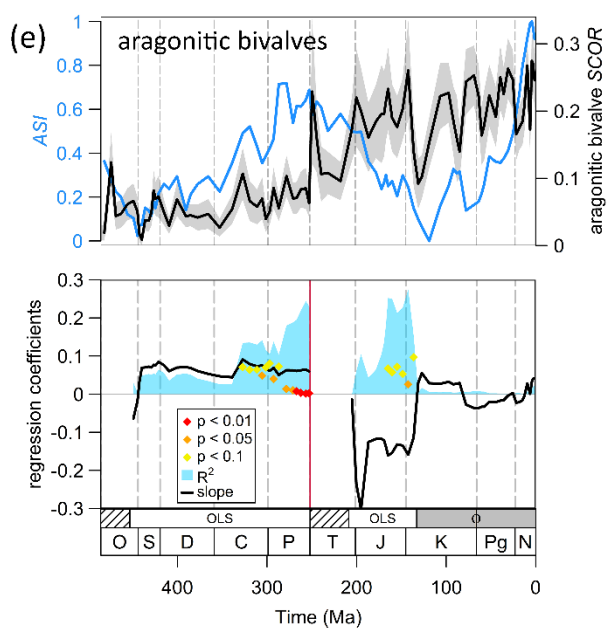 (e)
aragonitic bivalves
ASI
1
0.8
0.6
0.4
0.2
0
aragonitic bivalve SCOR
0.3
0.2
0.1
0
regression coefficients
0.3
0.2
0.1
0
-0.1
-0.2
-0.3
p < 0.01
p < 0.05
p < 0.1
R²
slope
OLS OLS O
O S D C P T J K Pg N
400 300 200 100 0
Time (Ma)